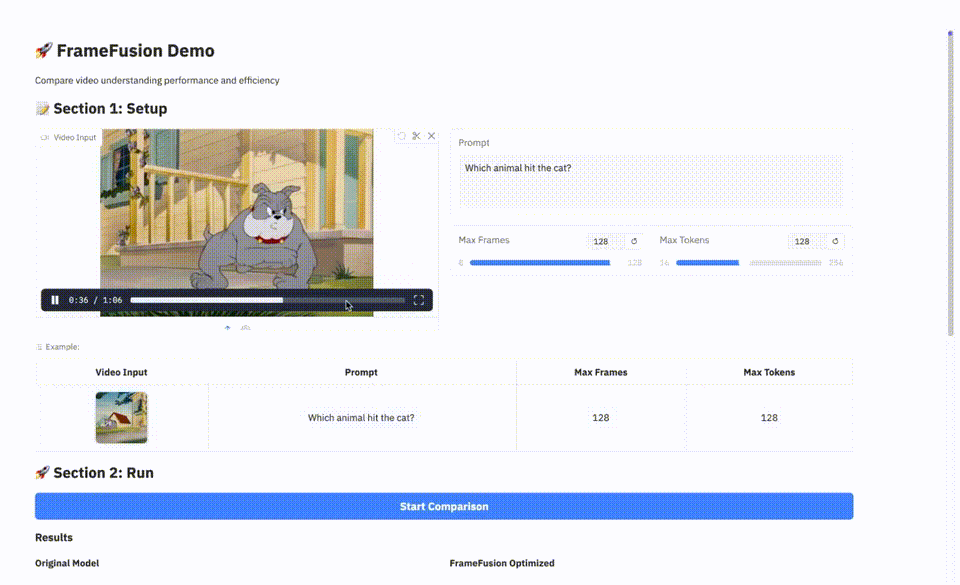 🚀 FrameFusion Demo
Compare video understanding performance and efficiency
📝 Section 1: Setup
Video Input
Prompt
Which animal hit the cat?
Max Frames
128
Max Tokens
128
0:36 / 1:06
0
128
16
256
Example:
Video Input Prompt Max Frames Max Tokens
Which animal hit the cat? 128 128
🚀 Section 2: Run
Start Comparison
Results
Original Model
FrameFusion Optimized